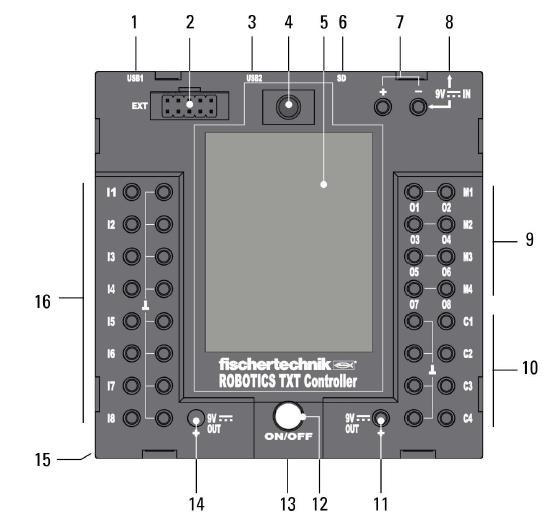 1 2 3 4 5 6 7 8
USB1 USB2 SD
EXT + − 9V IN
I1 M1
O1 O2
I2 M2
O3 O4
I3 M3
O5 O6
I4 M4
O7 O8
I5 C1
I6 C2
I7 C3
I8 C4
9
10
16
fischertechnik
ROBOTICS TXT Controller
9V
OUT
+
ON/OFF
9V
OUT
+
15
14 13 12 11